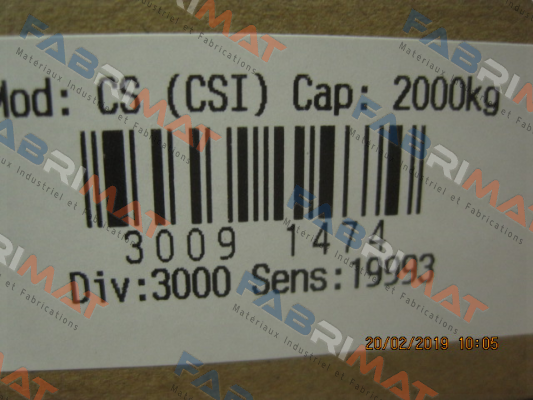 Mod: CS (CSI) Cap: 2000kg
3009 1474
Div:3000 Sens:19993
20/02/2019 10:05
FABRIMAT
Materiaux Industriel et Fabrications